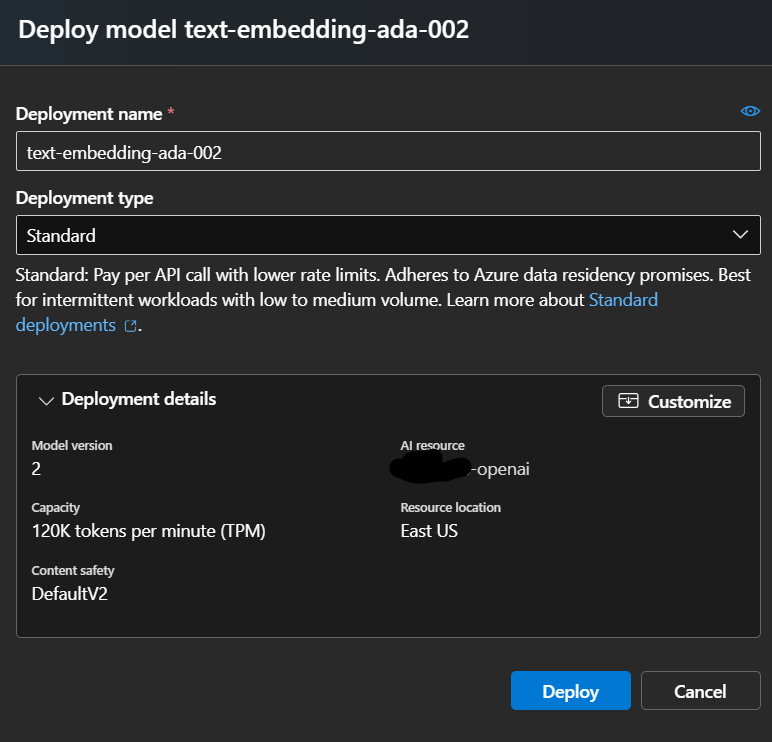 Deploy model text-embedding-ada-002
Deployment name *
text-embedding-ada-002
Deployment type
Standard
Standard: Pay per API call with lower rate limits. Adheres to Azure data residency promises. Best
for intermittent workloads with low to medium volume. Learn more about Standard
deployments.
Deployment details
Customize
Model version
2
AI resource
-openai
Capacity
120K tokens per minute (TPM)
Resource location
East US
Content safety
DefaultV2
Deploy
Cancel